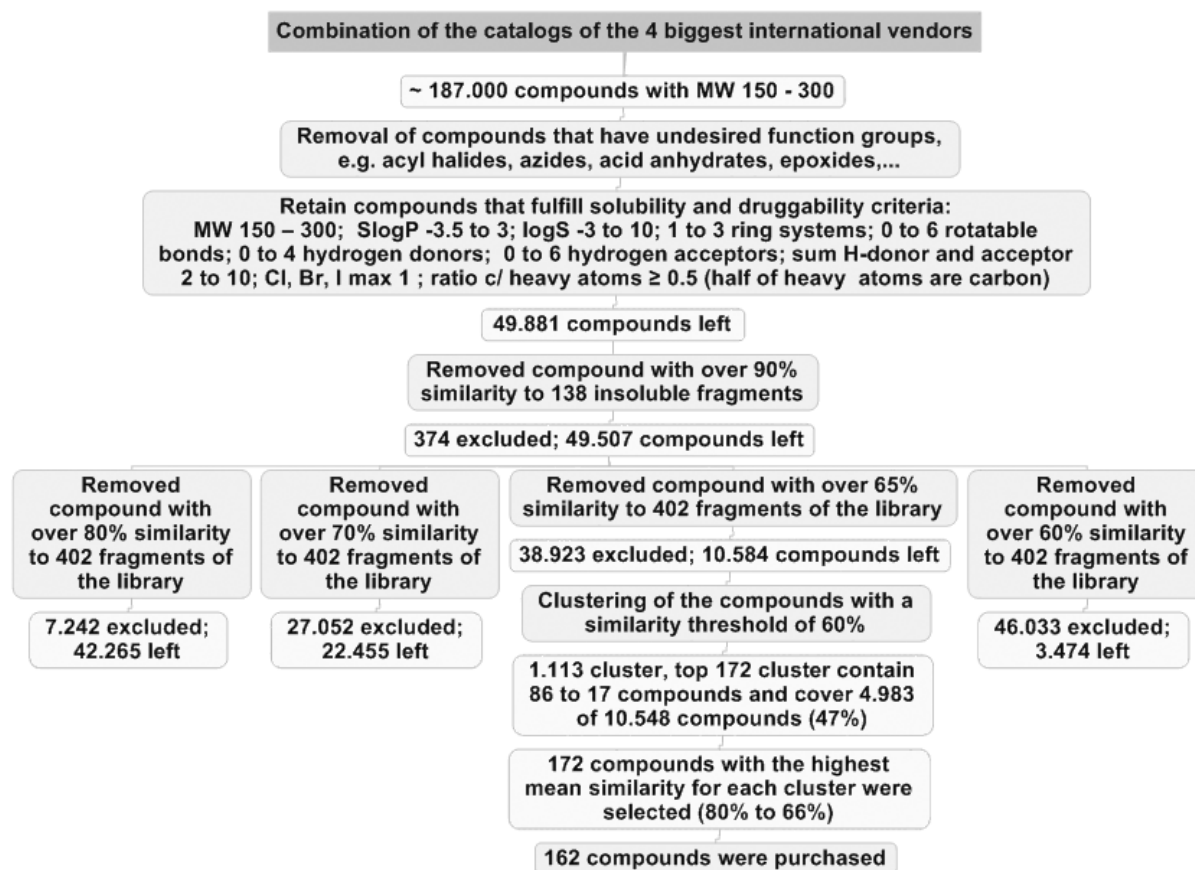 Combination of the catalogs of the 4 biggest international vendors
~ 187.000 compounds with MW 150 - 300
Removal of compounds that have undesired function groups,
e.g. acyl halides, azides, acid anhydrates, epoxides,...
Retain compounds that fulfill solubility and druggability criteria:
MW 150 – 300; SlogP -3.5 to 3; logS -3 to 10; 1 to 3 ring systems; 0 to 6 rotatable
bonds; 0 to 4 hydrogen donors; 0 to 6 hydrogen acceptors; sum H-donor and acceptor
2 to 10; Cl, Br, I max 1 ; ratio c/ heavy atoms ≥ 0.5 (half of heavy atoms are carbon)
49.881 compounds left
Removed compound with over 90%
similarity to 138 insoluble fragments
374 excluded; 49.507 compounds left
Removed
compound with
over 80% similarity
to 402 fragments of
the library
7.242 excluded;
42.265 left
Removed
compound with
over 70% similarity
to 402 fragments of
the library
27.052 excluded;
22.455 left
Removed compound with over 65%
similarity to 402 fragments of the library
38.923 excluded; 10.584 compounds left
Clustering of the compounds with a
similarity threshold of 60%
1.113 cluster, top 172 cluster contain
86 to 17 compounds and cover 4.983
of 10.548 compounds (47%)
172 compounds with the highest
mean similarity for each cluster were
selected (80% to 66%)
162 compounds were purchased
Removed
compound with
over 60% similarity
to 402 fragments of
the library
46.033 excluded;
3.474 left